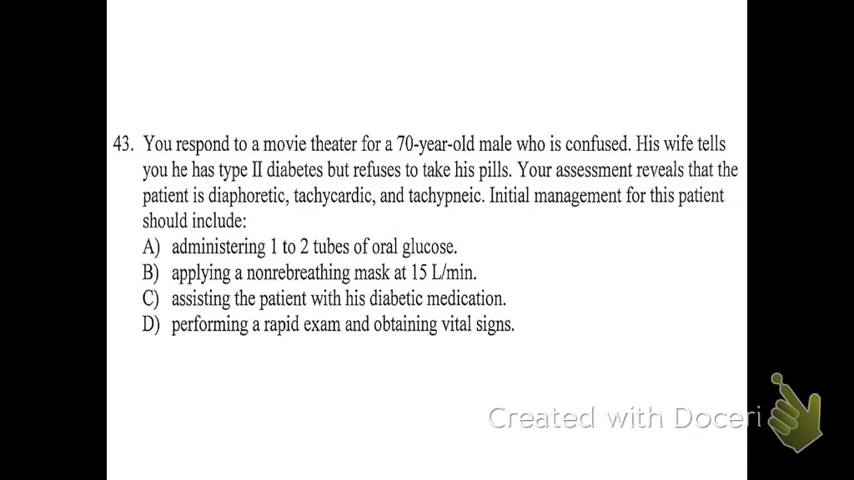 43. You respond to a movie theater for a 70-year-old male who is confused. His wife tells
you he has type II diabetes but refuses to take his pills. Your assessment reveals that the
patient is diaphoretic, tachycardic, and tachypneic. Initial management for this patient
should include:
A) administering 1 to 2 tubes of oral glucose.
B) applying a nonrebreathing mask at 15 L/min.
C) assisting the patient with his diabetic medication.
D) performing a rapid exam and obtaining vital signs.
Created with Doceri